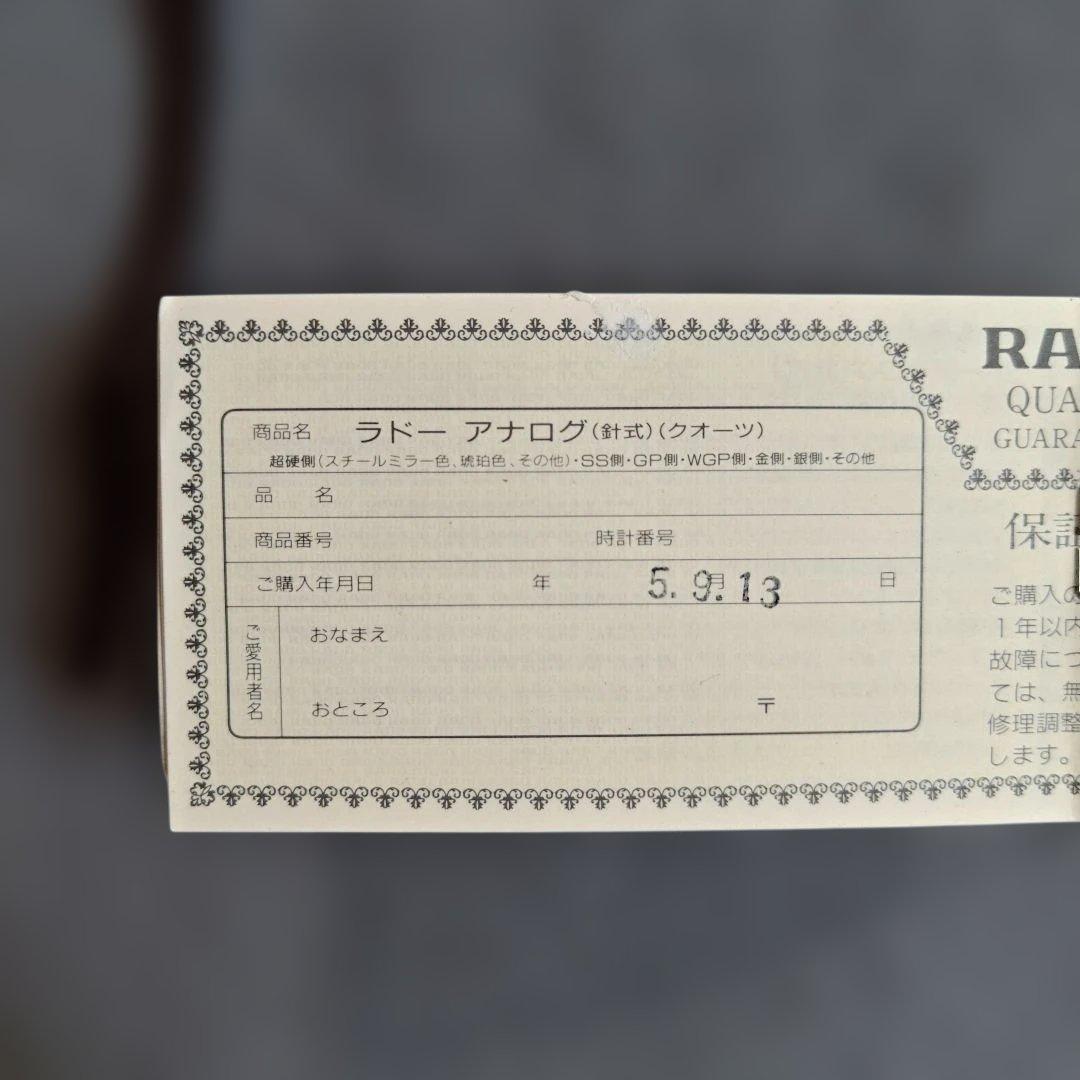 商品名 ラドー アナログ(針式)(クオーツ)
超硬側(スチールミラー色、琥珀色、その他)・SS側・GP側・WGP側・金側・銀側・その他
品 名
商品番号 時計番号
ご購入年月日 年 月 日
5. 9. 13
ご愛用者名
おなまえ
おところ 〒
RA
QUA
GUARA
保証
ご購入の
1年以内
故障につ
ては、無
修理調整
します。